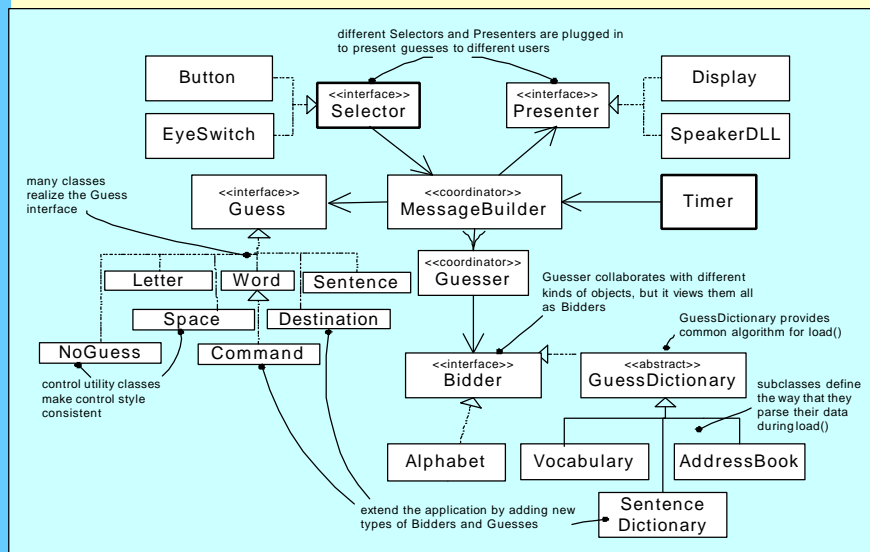 different Selectors and Presenters are plugged in
to present guesses to different users
Button
EyeSwitch
<<interface>>
Selector
<<interface>>
Presenter
Display
SpeakerDLL
many classes
realize the Guess
interface
<<interface>>
Guess
<<coordinator>>
MessageBuilder
Timer
<<coordinator>>
Guesser
Letter
Word
Sentence
Space
Destination
NoGuess
Command
Guesser collaborates with different
kinds of objects, but it views them all
as Bidders
GuessDictionary provides
common algorithm for load()
control utility classes
make control style
consistent
<<interface>>
Bidder
<<abstract>>
GuessDictionary
subclasses define
the way that they
parse their data
duringload()
Alphabet
Vocabulary
AddressBook
extend the application by adding new
types of Bidders and Guesses
Sentence
Dictionary